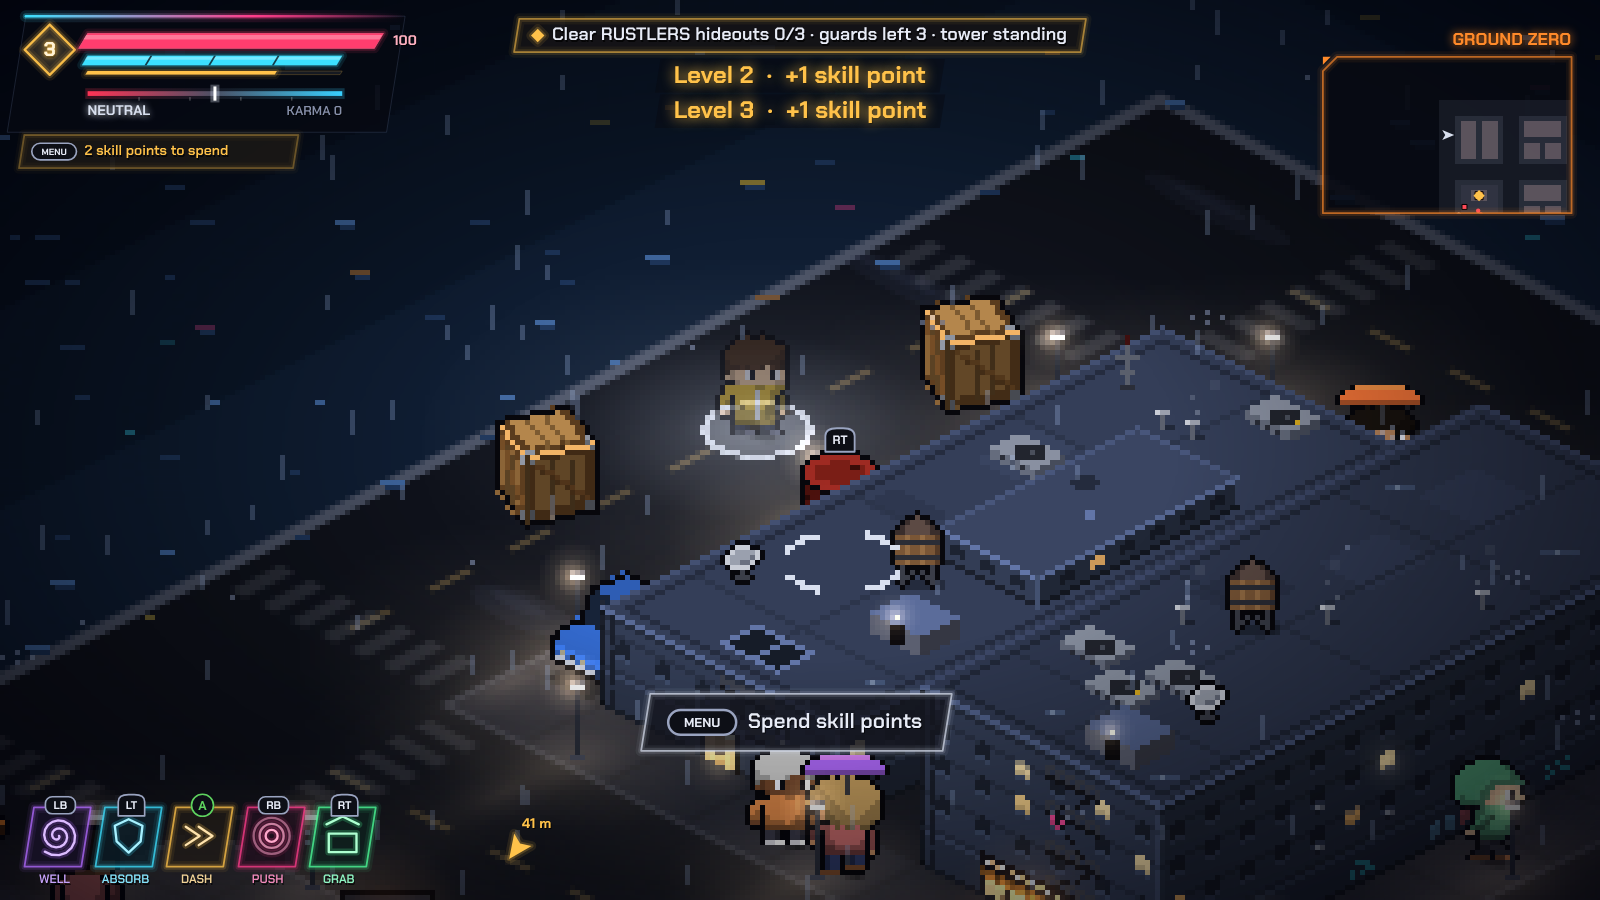 3
100
NEUTRAL
KARMA 0
MENU 2 skill points to spend
Clear RUSTLERS hideouts 0/3 · guards left 3 · tower standing
Level 2 · +1 skill point
Level 3 · +1 skill point
GROUND ZERO
RT
MENU Spend skill points
41 m
LB
LT
A
RB
RT
WELL
ABSORB
DASH
PUSH
GRAB